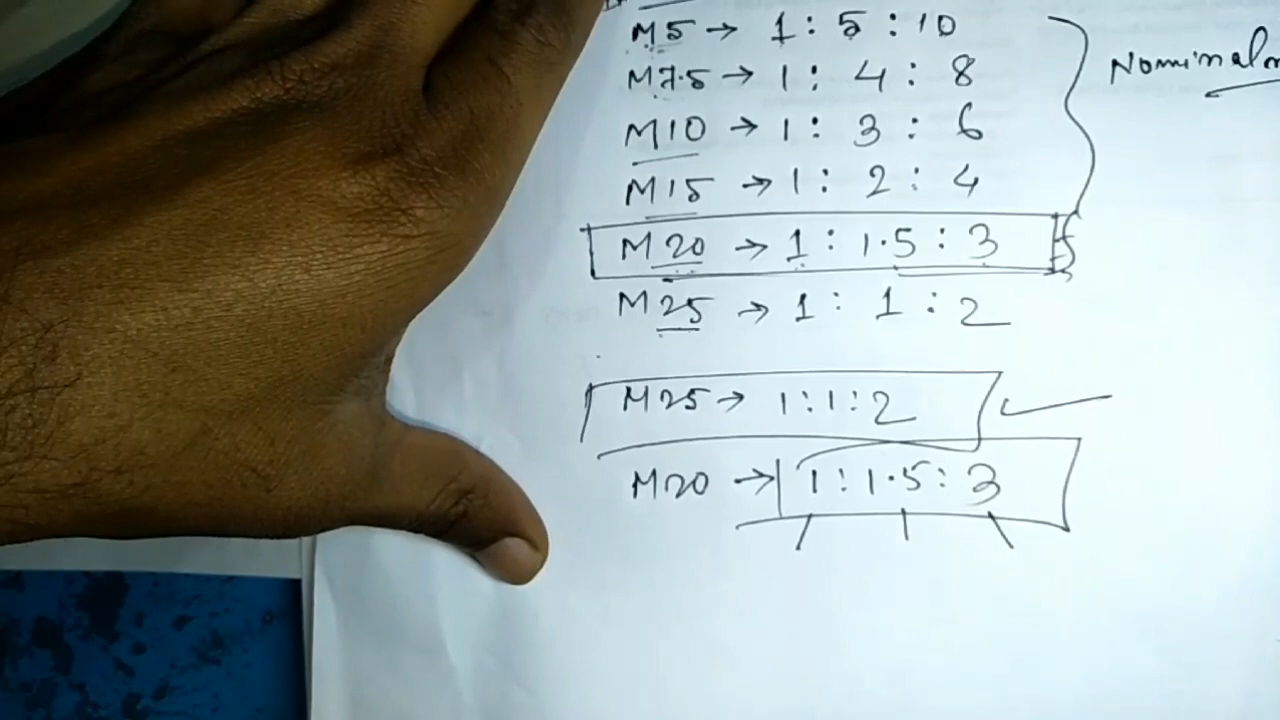 M5 → 1 : 5 : 10
M7.5 → 1 : 4 : 8
Nominal
M10 → 1 : 3 : 6
M15 → 1 : 2 : 4
M20 → 1 : 1.5 : 3
M25 → 1 : 1 : 2
M25 → 1 : 1 : 2
M20 → 1 : 1.5 : 3